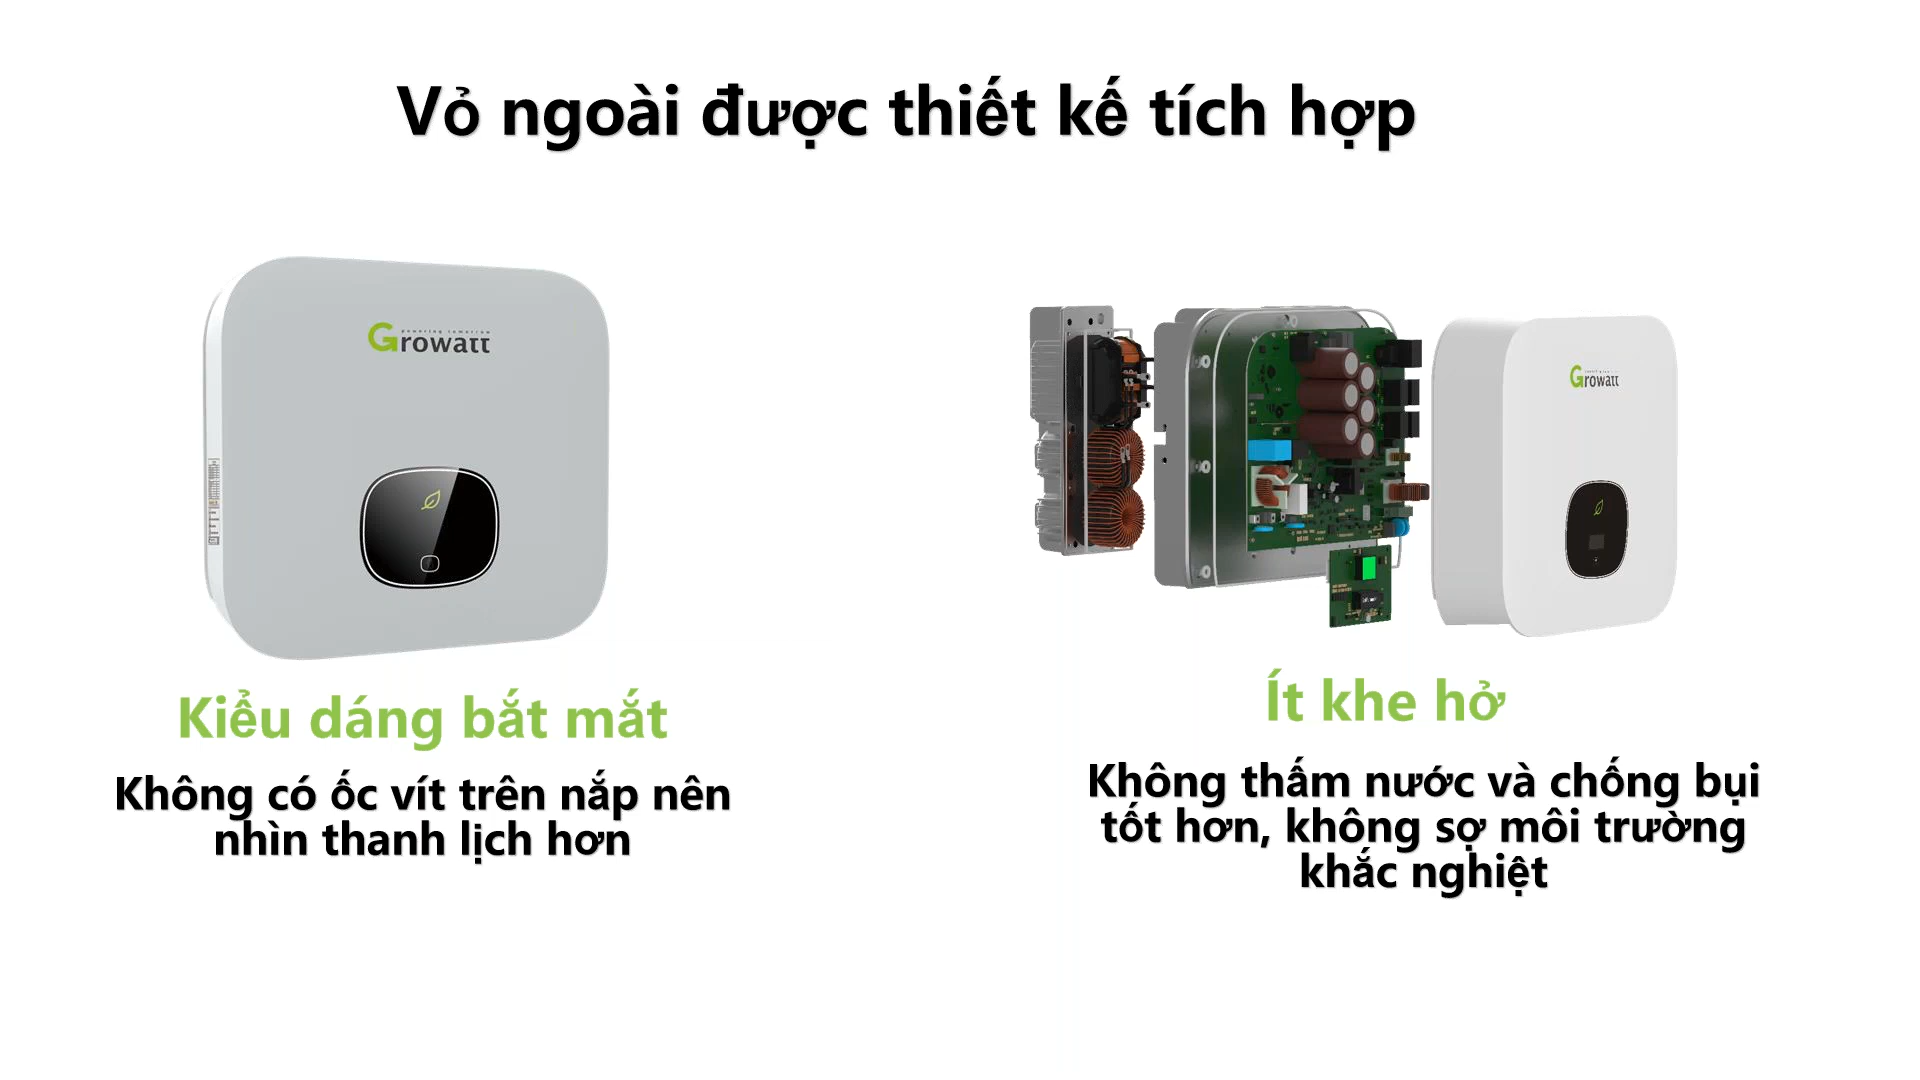 Vỏ ngoài được thiết kế tích hợp
powering tomorrow
Growatt
Growatt
Kiểu dáng bắt mắt
Không có ốc vít trên nắp nên
nhìn thanh lịch hơn
Ít khe hở
Không thấm nước và chống bụi
tốt hơn, không sợ môi trường
khắc nghiệt